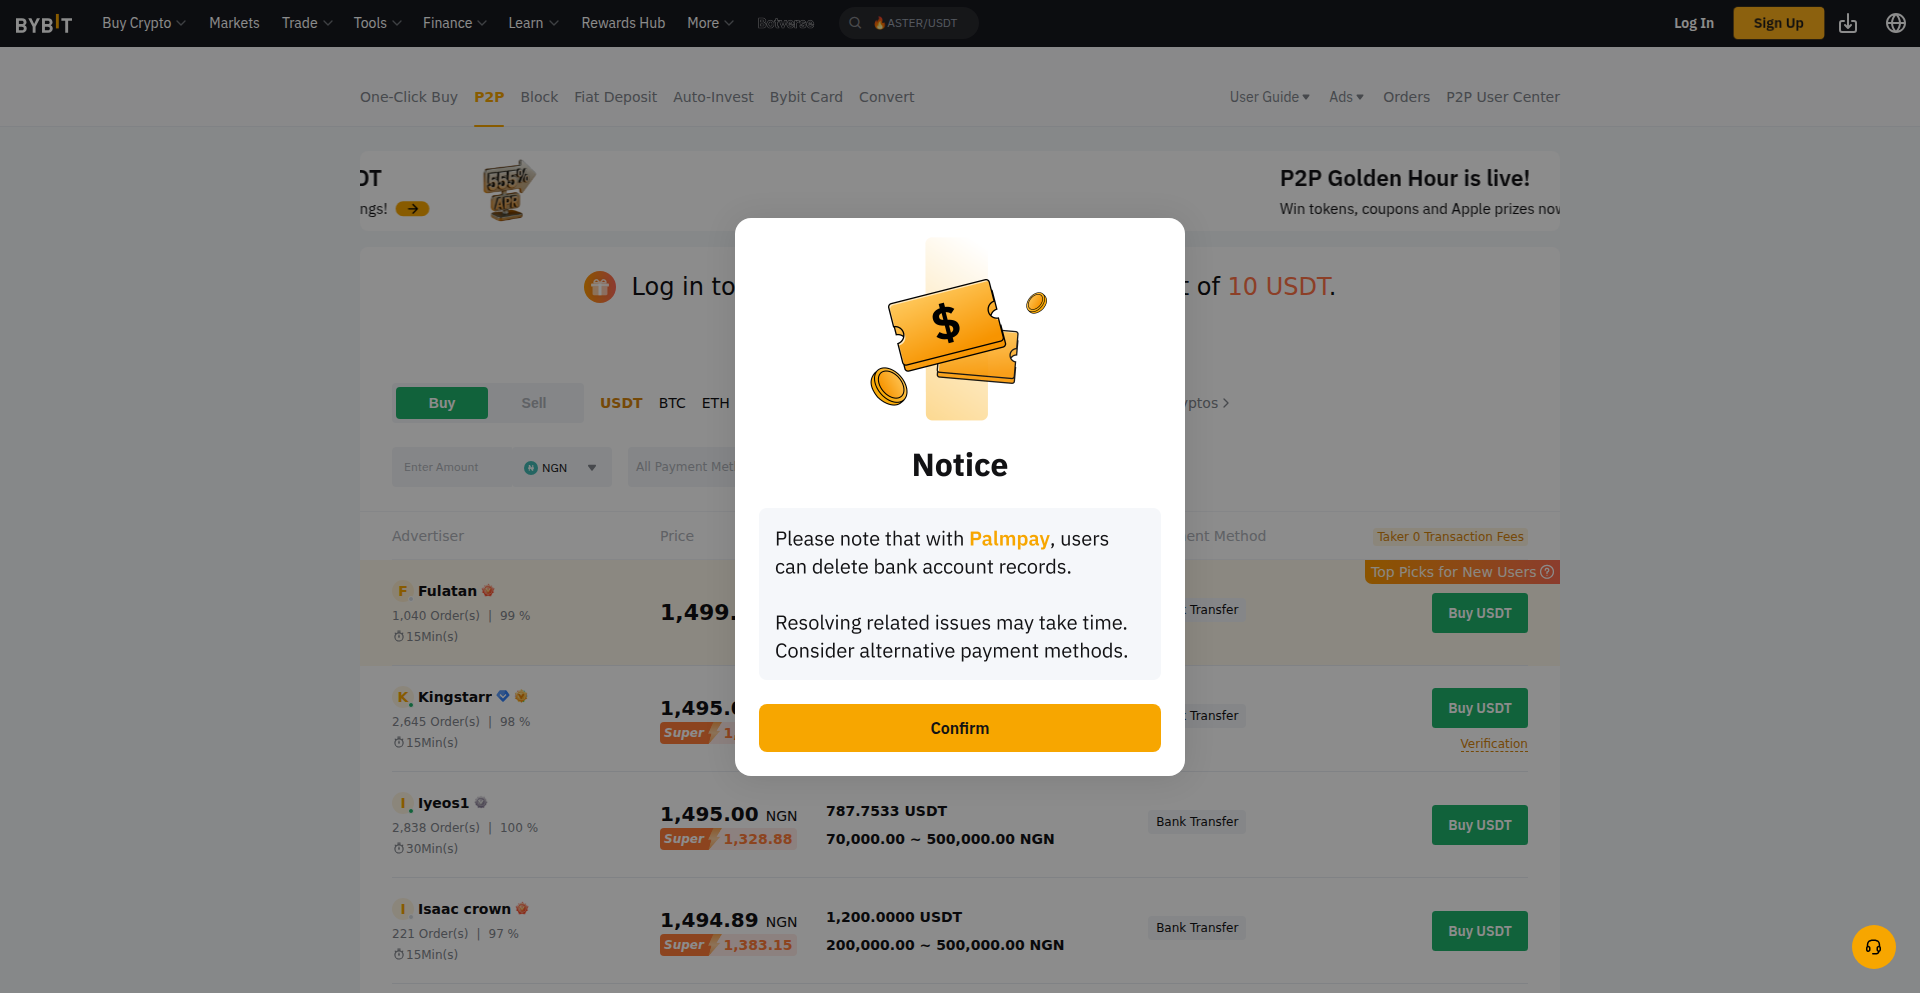 BYBIT Buy Crypto Markets Trade Tools Finance Learn Rewards Hub More Botverse ASTER/USDT Log In Sign Up
One-Click Buy P2P Block Fiat Deposit Auto-Invest Bybit Card Convert User Guide Ads Orders P2P User Center
DT
ngs!
555%
APR
P2P Golden Hour is live!
Win tokens, coupons and Apple prizes now
Log in to
t of 10 USDT.
Buy Sell USDT BTC ETH
yptos
Enter Amount NGN All Payment Met
Advertiser Price ent Method Taker 0 Transaction Fees
Top Picks for New Users
F Fulatan
1,040 Order(s) | 99 %
15Min(s)
1,499.
Transfer
Buy USDT
K Kingstarr
2,645 Order(s) | 98 %
15Min(s)
1,495.
Super 1,
Transfer
Buy USDT
Verification
I Iyeos1
2,838 Order(s) | 100 %
30Min(s)
1,495.00 NGN
Super 1,328.88
787.7533 USDT
70,000.00 ~ 500,000.00 NGN
Bank Transfer
Buy USDT
I Isaac crown
221 Order(s) | 97 %
15Min(s)
1,494.89 NGN
Super 1,383.15
1,200.0000 USDT
200,000.00 ~ 500,000.00 NGN
Bank Transfer
Buy USDT
$
Notice
Please note that with Palmpay, users
can delete bank account records.
Resolving related issues may take time.
Consider alternative payment methods.
Confirm